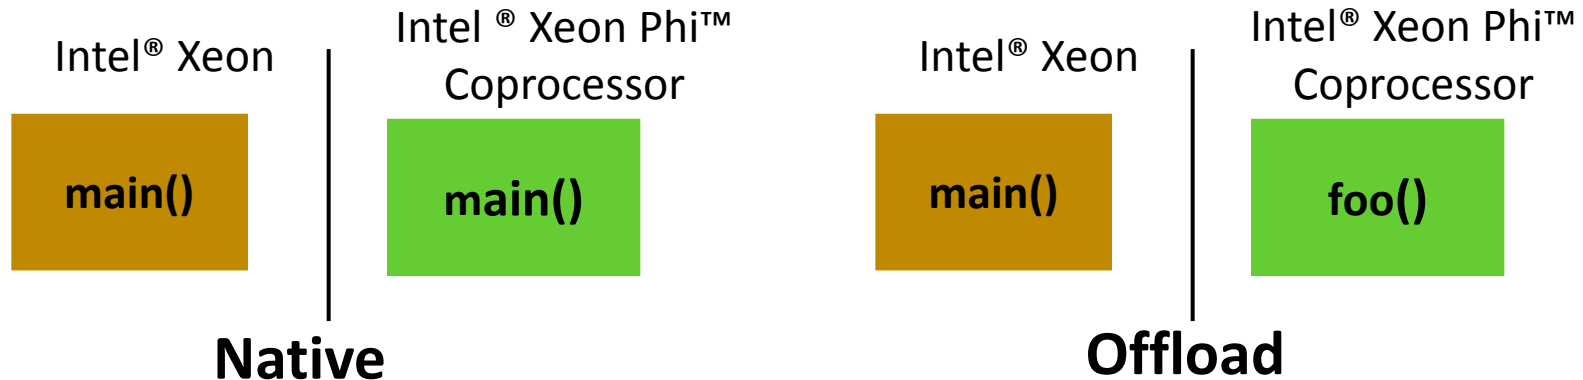 Intel® Xeon
Intel ® Xeon Phi™
Coprocessor
main()
main()
Native
Intel® Xeon
Intel® Xeon Phi™
Coprocessor
main()
foo()
Offload